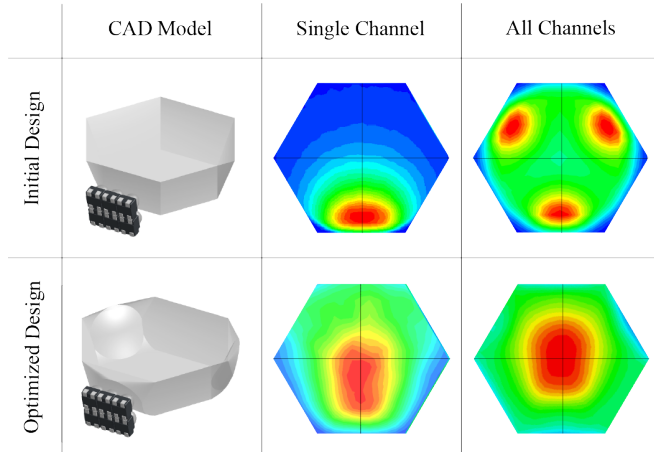 CAD Model
Single Channel
All Channels
Initial Design
Optimized Design